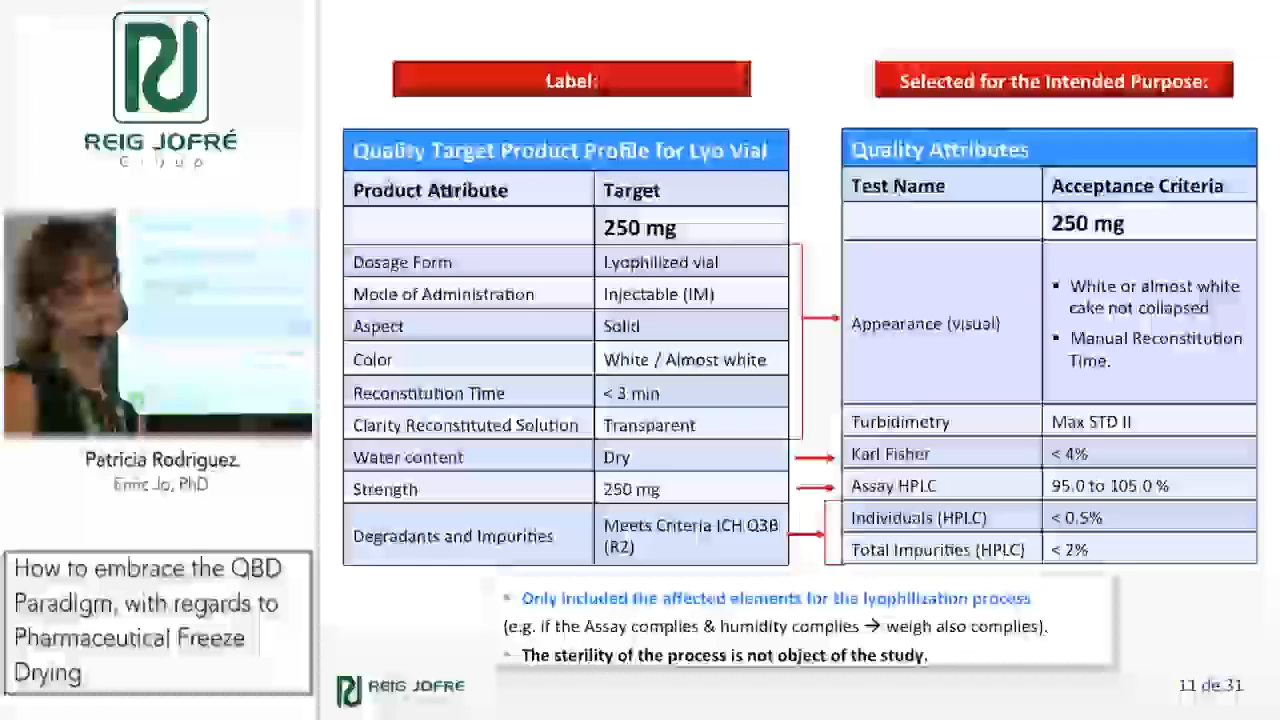 REIG JOFRÉ
Group
Patricia Rodriguez.
Enric Jo, PhD
How to embrace the QBD
Paradigm, with regards to
Pharmaceutical Freeze
Drying
Label:
Quality Target Product Profile for Lyo Vial
Product Attribute Target
250 mg
Dosage Form Lyophilized vial
Mode of Administration Injectable (IM)
Aspect Solid
Color White / Almost white
Reconstitution Time < 3 min
Clarity Reconstituted Solution Transparent
Water content Dry
Strength 250 mg
Degradants and Impurities Meets Criteria ICH Q3B
(R2)
Selected for the Intended Purpose:
Quality Attributes
Test Name Acceptance Criteria
250 mg
Appearance (visual)
▪ White or almost white
cake not collapsed
▪ Manual Reconstitution
Time.
Turbidimetry Max STD II
Karl Fisher < 4%
Assay HPLC 95.0 to 105.0 %
Individuals (HPLC) < 0.5%
Total Impurities (HPLC) < 2%
Only included the affected elements for the lyophilization process
(e.g. if the Assay complies & humidity complies → weigh also complies).
The sterility of the process is not object of the study.
REIG JOFRE
11 de 31